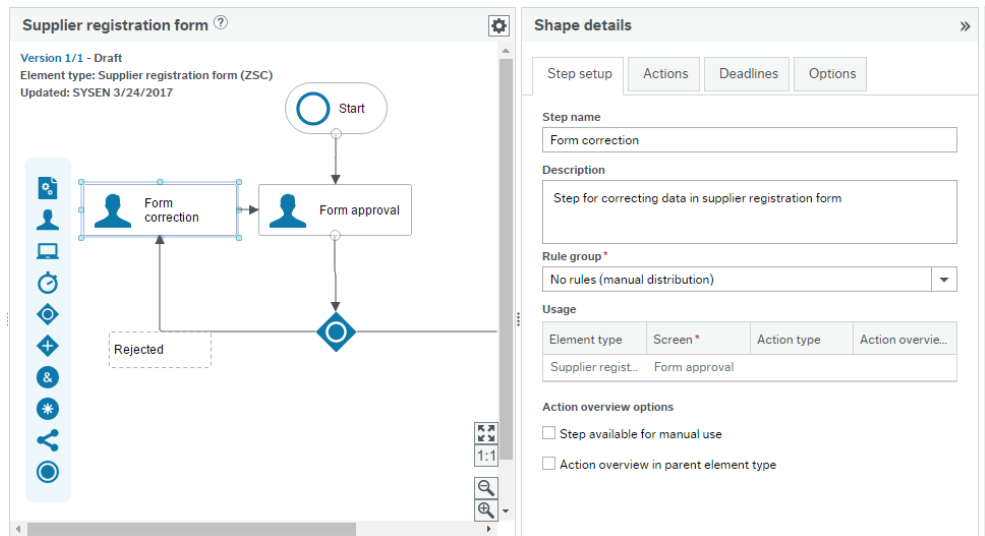 Supplier registration form ?
Version 1/1 - Draft
Element type: Supplier registration form (ZSC)
Updated: SYSEN 3/24/2017
Start
Form
correction
Form approval
Rejected
&
1:1
Shape details
Step setup
Actions
Deadlines
Options
Step name
Form correction
Description
Step for correcting data in supplier registration form
Rule group*
No rules (manual distribution)
Usage
Element type
Screen*
Action type
Action overvie...
Supplier regist...
Form approval
Action overview options
Step available for manual use
Action overview in parent element type